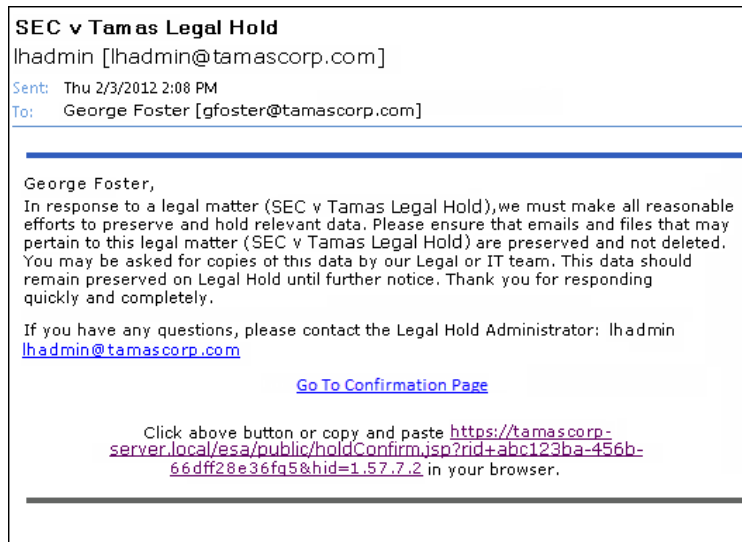 SEC v Tamas Legal Hold
lhadmin [lhadmin@tamascorp.com]
Sent: Thu 2/3/2012 2:08 PM
To: George Foster [gfoster@tamascorp.com]
George Foster,
In response to a legal matter (SEC v Tamas Legal Hold),we must make all reasonable
efforts to preserve and hold relevant data. Please ensure that emails and files that may
pertain to this legal matter (SEC v Tamas Legal Hold) are preserved and not deleted.
You may be asked for copies of this data by our Legal or IT team. This data should
remain preserved on Legal Hold until further notice. Thank you for responding
quickly and completely.
If you have any questions, please contact the Legal Hold Administrator: lhadmin
lhadmin@tamascorp.com
Go To Confirmation Page
Click above button or copy and paste https://tamascorp-
server.local/esa/public/holdConfirm.jsp?rid+abc123ba-456b-
66dff28e36fg5&hid=1.57.7.2 in your browser.